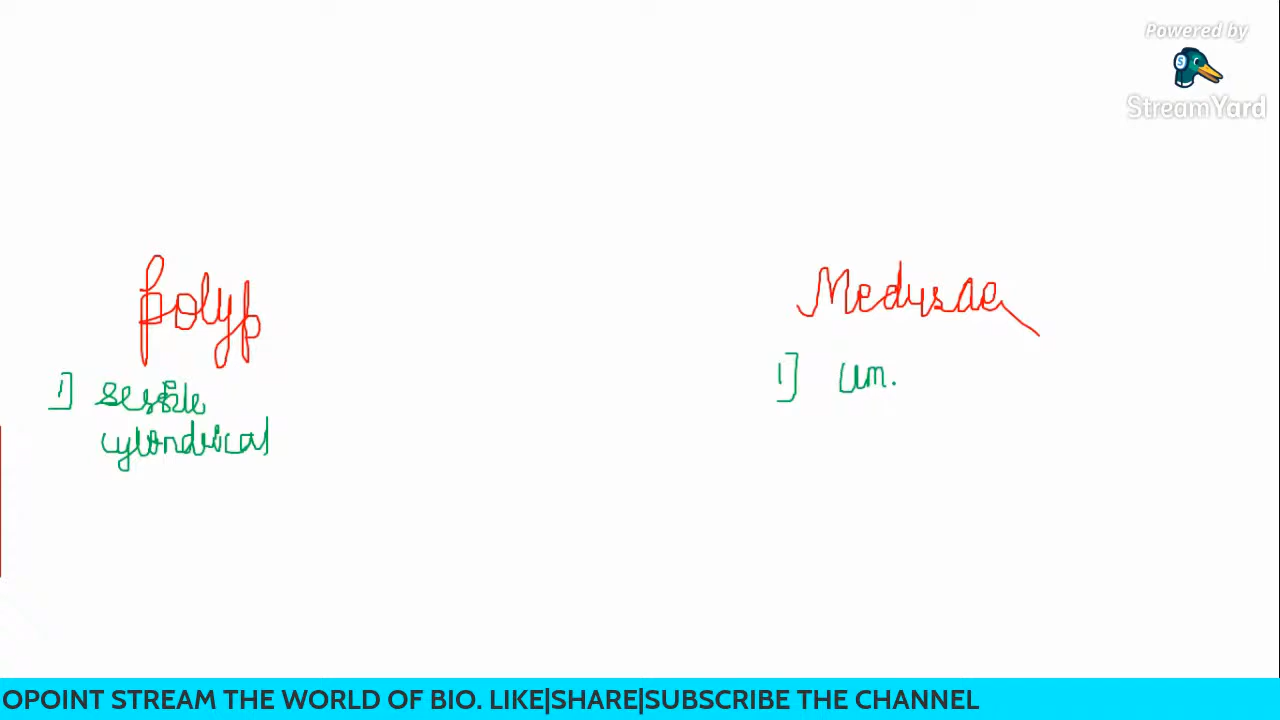 Powered by
StreamYard
polyp
Medusae
1] sessile
cylindrical
1] um.
OPOINT STREAM THE WORLD OF BIO. LIKE|SHARE|SUBSCRIBE THE CHANNEL